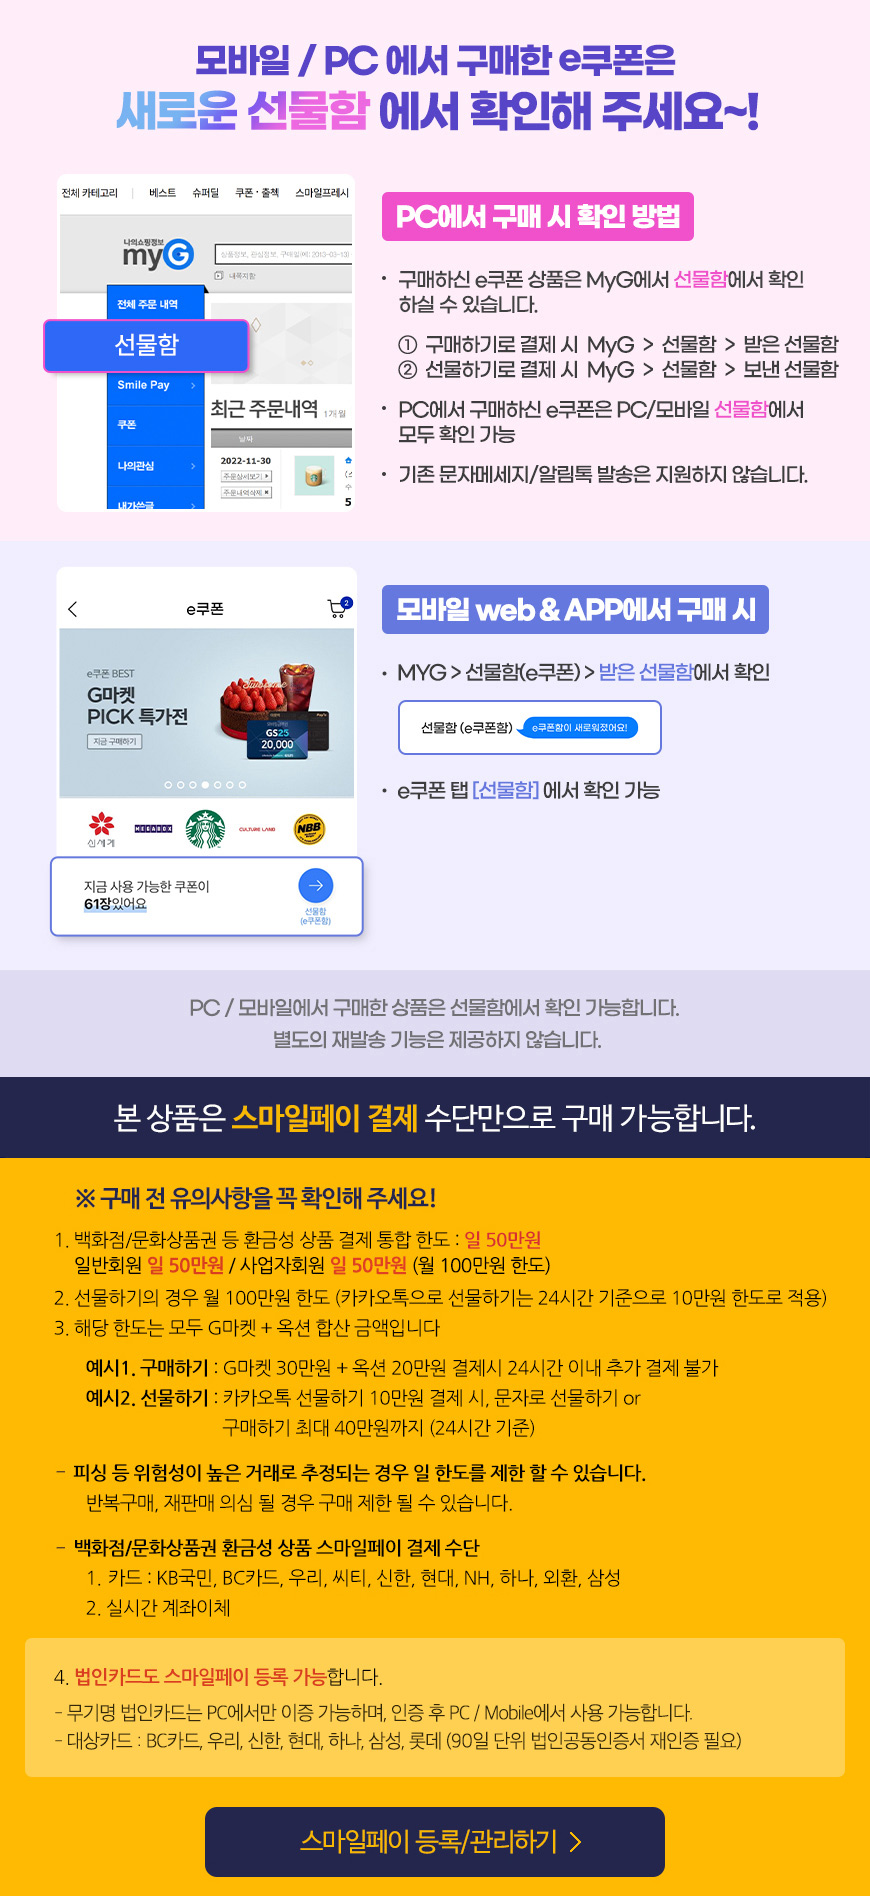 모바일 / PC 에서 구매한 e쿠폰은
새로운 선물함 에서 확인해 주세요~!
전체 카테고리 | 베스트 슈퍼딜 쿠폰·출첵 스마일프레시
나의쇼핑정보
myG
내목지함
전체 주문 내역
선물함
Smile Pay >
쿠폰
나의관심 >
내가쓴글 >
최근 주문내역 1개월
날짜
2022-11-30
주문상세보기
주문내역삭제 ×
5
PC에서 구매 시 확인 방법
· 구매하신 e쿠폰 상품은 MyG에서 선물함에서 확인
하실 수 있습니다.
① 구매하기로 결제 시 MyG > 선물함 > 받은 선물함
② 선물하기로 결제 시 MyG > 선물함 > 보낸 선물함
· PC에서 구매하신 e쿠폰은 PC/모바일 선물함에서
모두 확인 가능
· 기존 문자메세지/알림톡 발송은 지원하지 않습니다.
e쿠폰
2
e쿠폰 BEST
G마켓
PICK 특가전
지금 구매하기
GS25
20,000
신세계
MEGABOX
CULTURE LAND
NBB
지금 사용 가능한 쿠폰이
61장있어요
선물함
(e쿠폰함)
모바일 web & APP에서 구매 시
· MYG > 선물함(e쿠폰) > 받은 선물함에서 확인
선물함 (e쿠폰함) e쿠폰함이 새로워졌어요!
· e쿠폰 탭 [선물함] 에서 확인 가능
PC / 모바일에서 구매한 상품은 선물함에서 확인 가능합니다.
별도의 재발송 기능은 제공하지 않습니다.
본 상품은 스마일페이 결제 수단만으로 구매 가능합니다.
※ 구매 전 유의사항을 꼭 확인해 주세요!
1. 백화점/문화상품권 등 환금성 상품 결제 통합 한도 : 일 50만원
일반회원 일 50만원 / 사업자회원 일 50만원 (월 100만원 한도)
2. 선물하기의 경우 월 100만원 한도 (카카오톡으로 선물하기는 24시간 기준으로 10만원 한도로 적용)
3. 해당 한도는 모두 G마켓 + 옥션 합산 금액입니다
예시1. 구매하기 : G마켓 30만원 + 옥션 20만원 결제시 24시간 이내 추가 결제 불가
예시2. 선물하기 : 카카오톡 선물하기 10만원 결제 시, 문자로 선물하기 or
구매하기 최대 40만원까지 (24시간 기준)
- 피싱 등 위험성이 높은 거래로 추정되는 경우 일 한도를 제한 할 수 있습니다.
반복구매, 재판매 의심 될 경우 구매 제한 될 수 있습니다.
- 백화점/문화상품권 환금성 상품 스마일페이 결제 수단
1. 카드 : KB국민, BC카드, 우리, 씨티, 신한, 현대, NH, 하나, 외환, 삼성
2. 실시간 계좌이체
4. 법인카드도 스마일페이 등록 가능합니다.
- 무기명 법인카드는 PC에서만 이증 가능하며, 인증 후 PC / Mobile에서 사용 가능합니다.
- 대상카드 : BC카드, 우리, 신한, 현대, 하나, 삼성, 롯데 (90일 단위 법인공동인증서 재인증 필요)
스마일페이 등록/관리하기 >